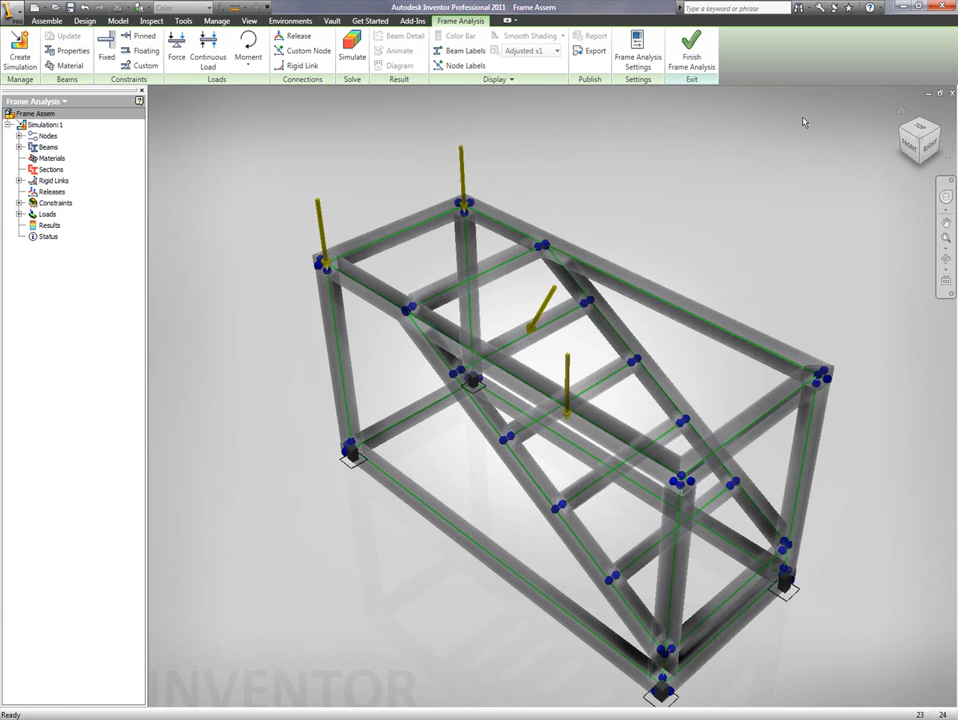 PRO
Color
Autodesk Inventor Professional 2011 Frame Assem
Type a keyword or phrase
Assemble Design Model Inspect Tools Manage View Environments Vault Get Started Add-Ins Frame Analysis
Create Simulation
Update
Properties
Material
Fixed
Pinned
Floating
Custom
Force
Continuous Load
Moment
Release
Custom Node
Rigid Link
Simulate
Beam Detail
Animate
Diagram
Color Bar
Beam Labels
Node Labels
Smooth Shading
Adjusted x1
Report
Export
Frame Analysis Settings
Finish Frame Analysis
Manage Beams Constraints Loads Connections Solve Result Display Publish Settings Exit
Frame Analysis
Frame Assem
Simulation:1
Nodes
Beams
Materials
Sections
Rigid Links
Releases
Constraints
Loads
Results
Status
TOP
FRONT
RIGHT
INVENTOR
Ready
23 24